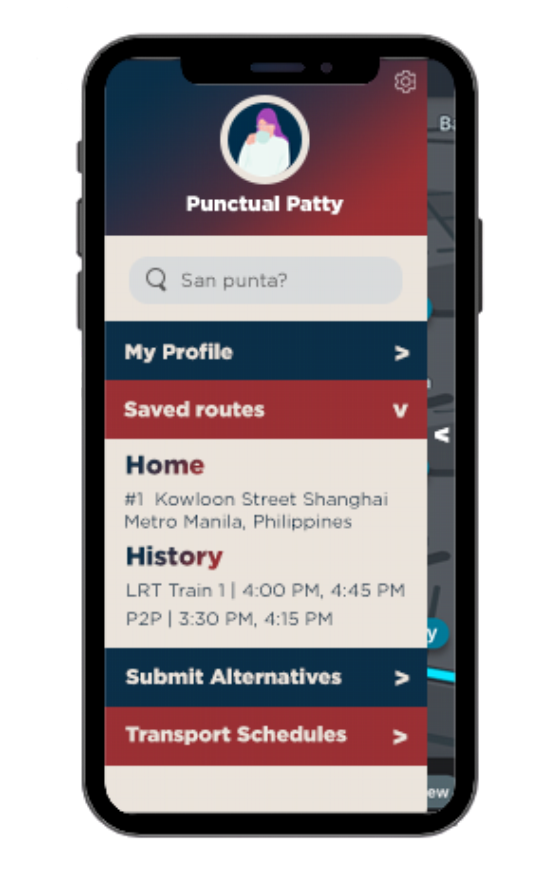 B
Punctual Patty
San punta?
My Profile >
Saved routes v
<
Home
#1 Kowloon Street Shanghai
Metro Manila, Philippines
History
LRT Train 1 | 4:00 PM, 4:45 PM
P2P | 3:30 PM, 4:15 PM
y
Submit Alternatives >
Transport Schedules >
ew